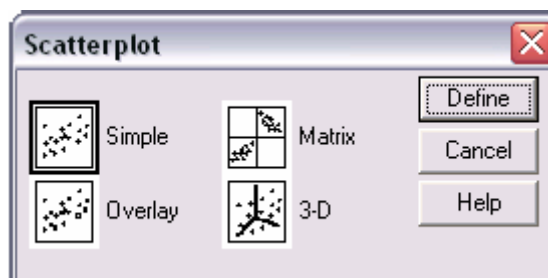 Scatterplot
Simple
Matrix
Define
Cancel
Overlay
3-D
Help